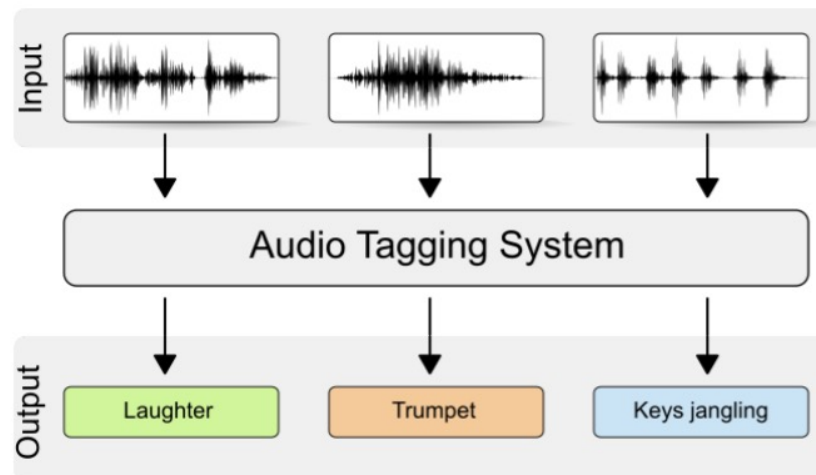 Input
Audio Tagging System
Output
Laughter
Trumpet
Keys jangling